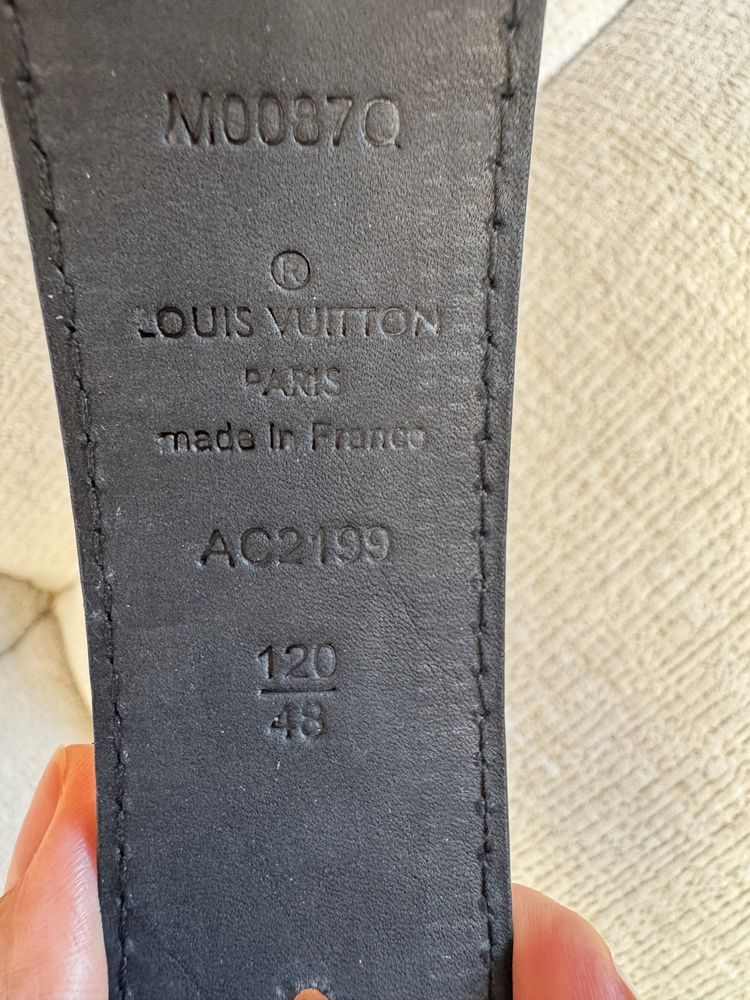 M0087Q
®
LOUIS VUITTON
PARIS
made in France
AC2199
120
48